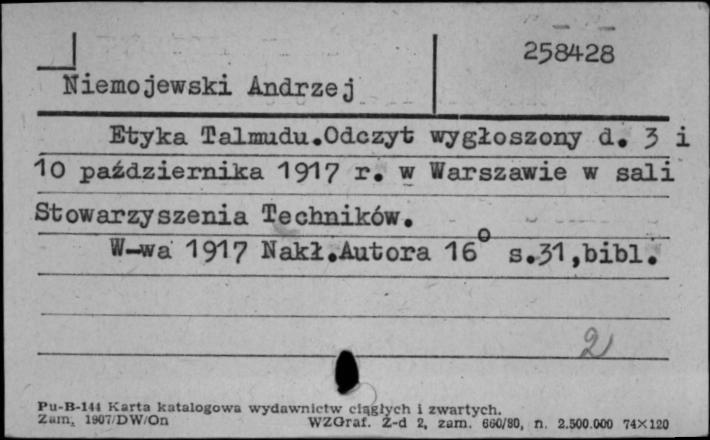 258428
Niemojewski Andrzej
Etyka Talmudu.Odczyt wygłoszony d. 3 i
10 października 1917 r. w Warszawie w sali
Stowarzyszenia Techników.
W-wa 1917 Nakł.Autora 16° s.31,bibl.
2
Pu-B-144 Karta katalogowa wydawnictw ciągłych i zwartych.
Zam. 1907/DW/On WZGraf. Z-d 2, zam. 660/80, n. 2.500.000 74×120